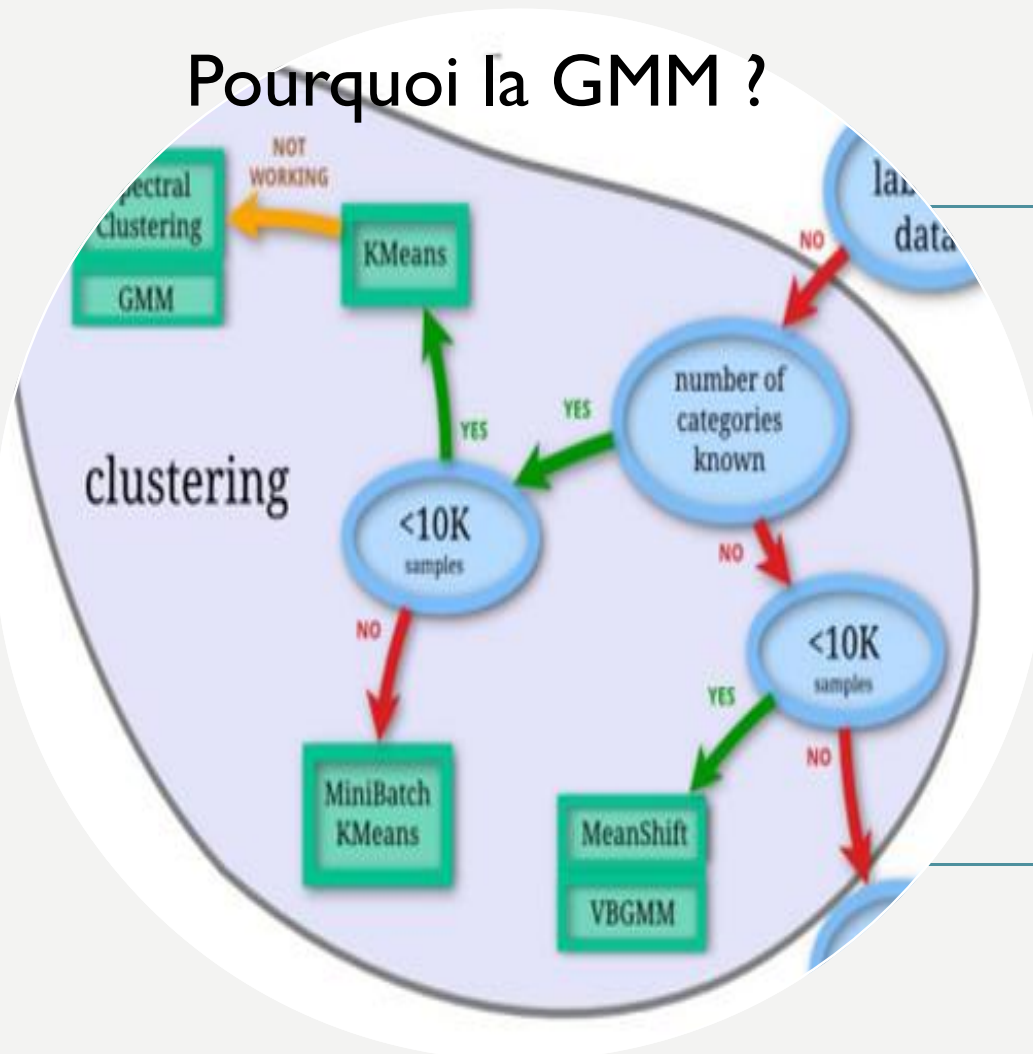 Pourquoi la GMM ?
NOT
WORKING
Clustering
GMM
KMeans
data
NO
number of
categories
known
YES
YES
clustering
<10K
samples
NO
NO
<10K
samples
YES
NO
MiniBatch
KMeans
MeanShift
VBGMM